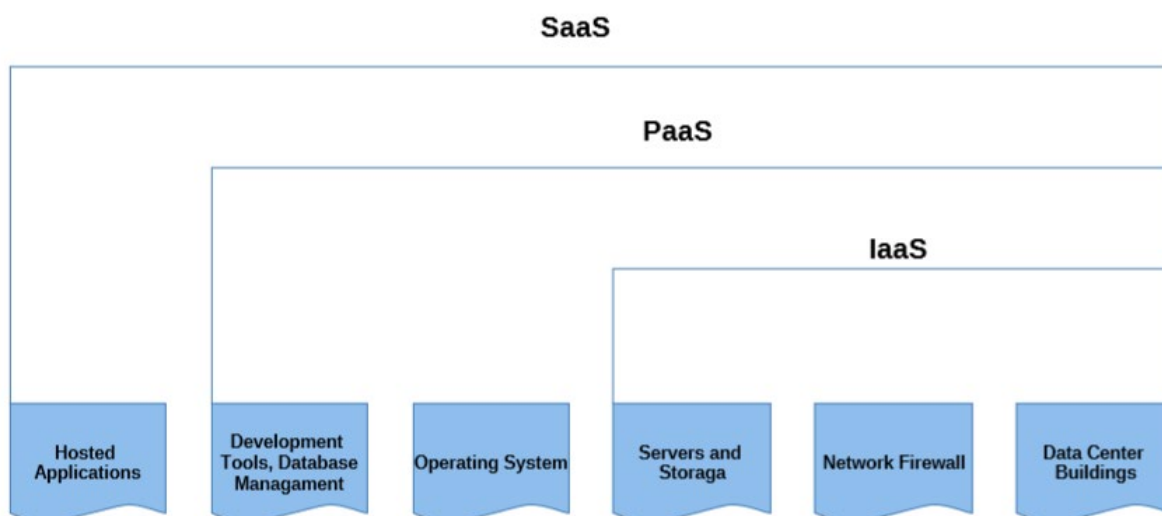 SaaS
PaaS
IaaS
Hosted
Applications
Development
Tools, Database
Managament
Operating System
Servers and
Storaga
Network Firewall
Data Center
Buildings